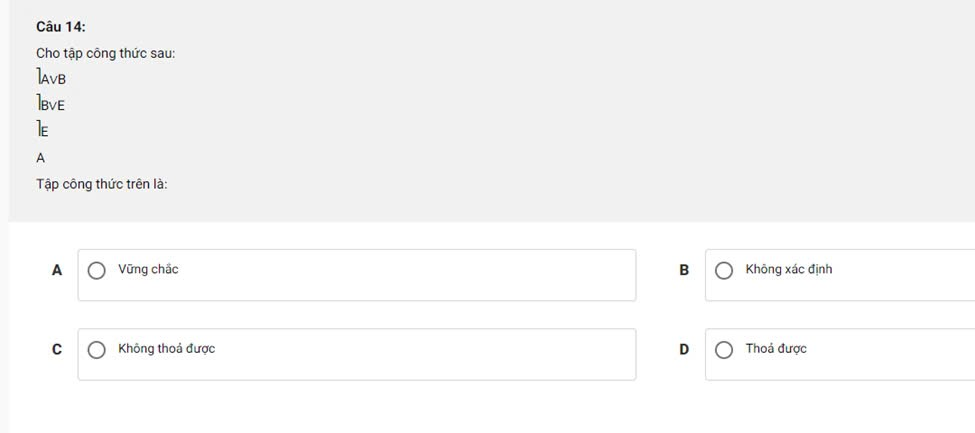 Câu 14:
Cho tập công thức sau:
⌉A∨B
⌉B∨E
⌉E
A
Tập công thức trên là:
A Vững chắc B Không xác định
C Không thoả được D Thoả được